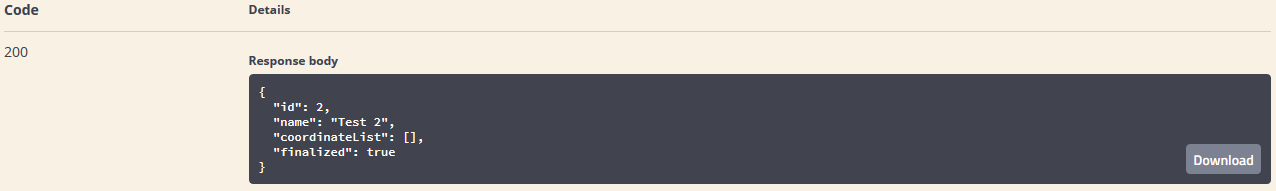 Code Details
200
Response body
{
  "id": 2,
  "name": "Test 2",
  "coordinateList": [],
  "finalized": true
}
Download